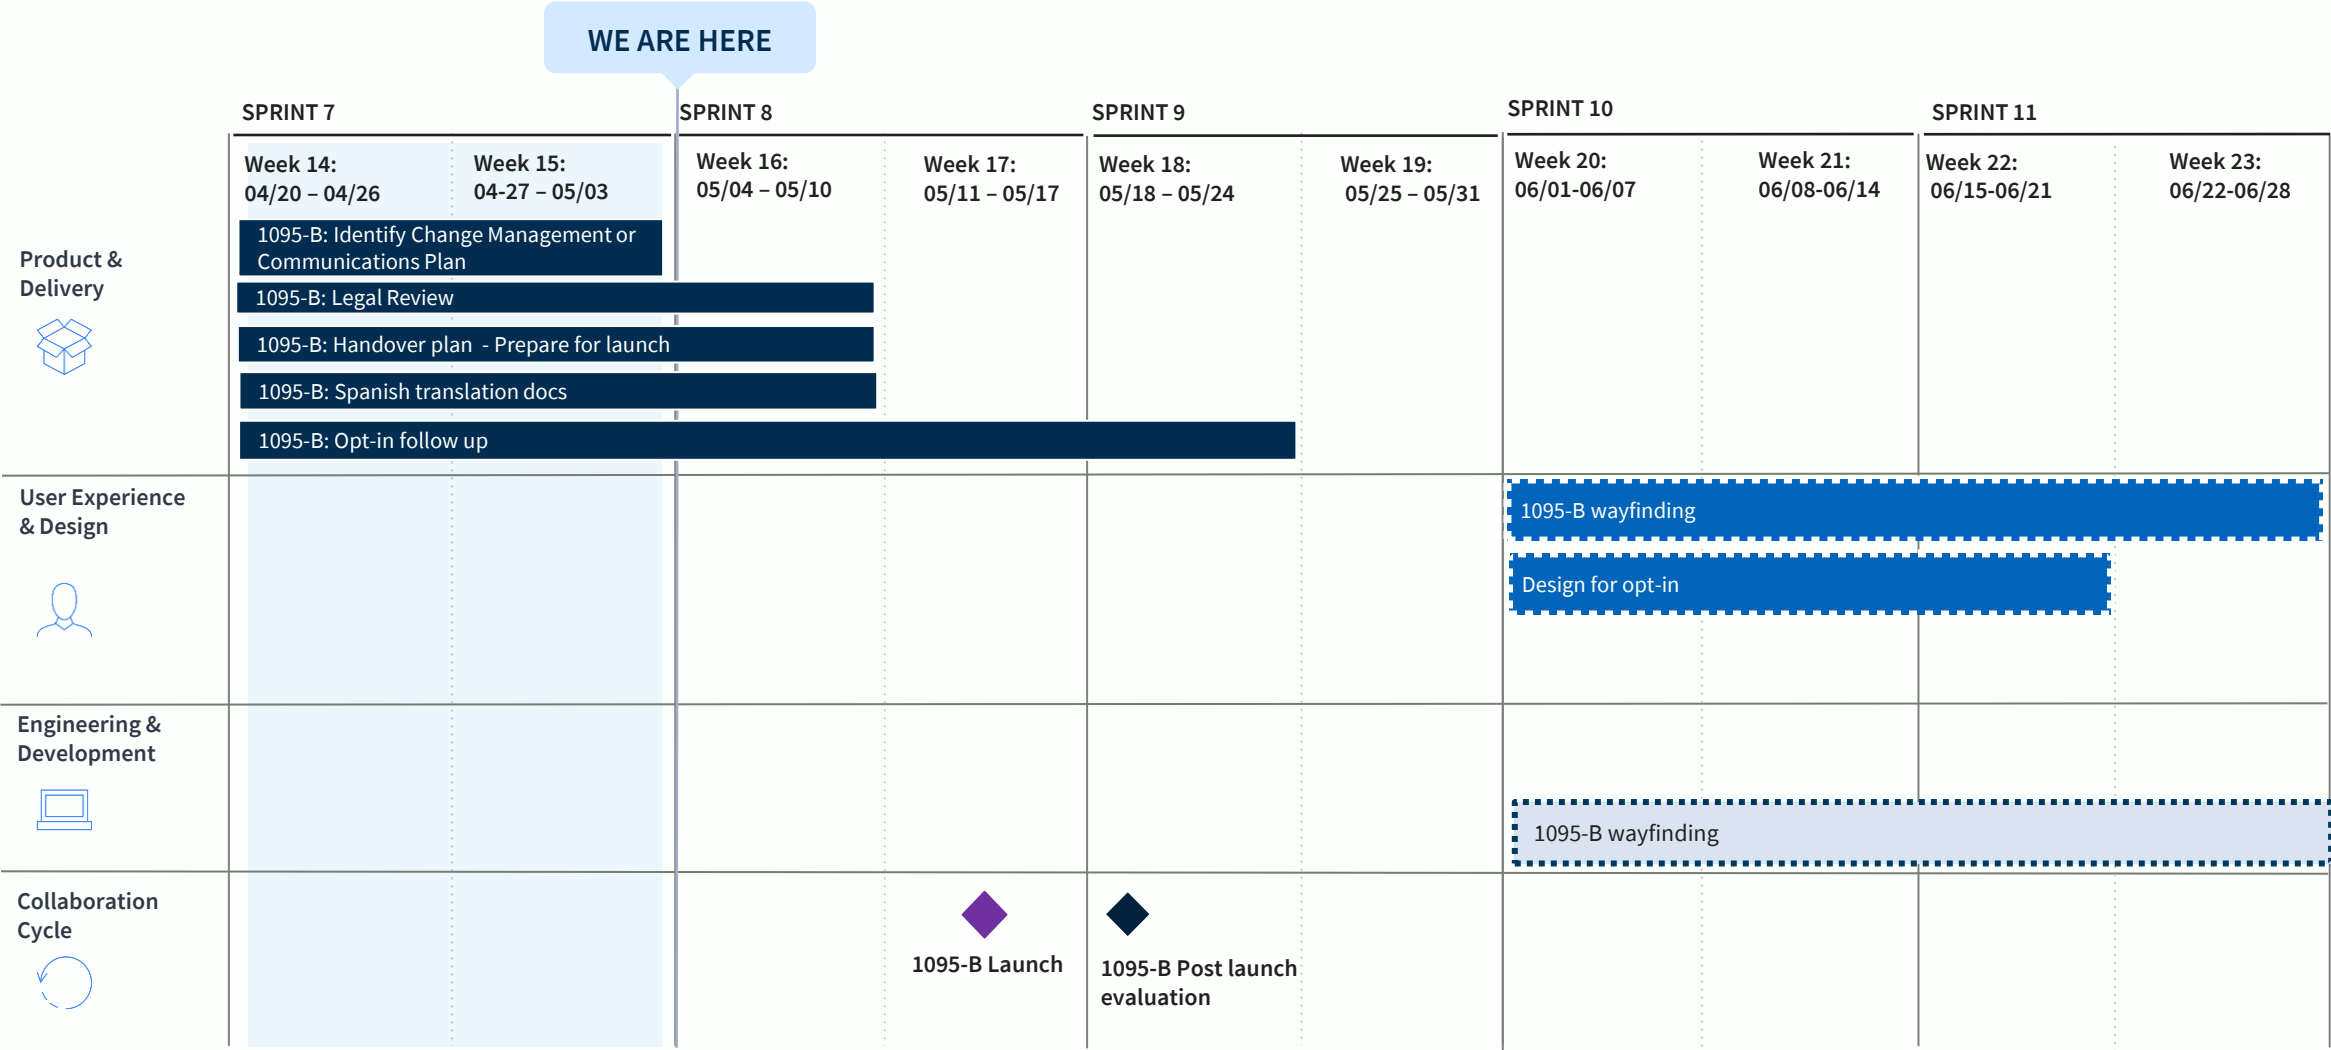 WE ARE HERE
SPRINT 7
SPRINT 8
SPRINT 9
SPRINT 10
SPRINT 11
Week 14:
04/20 – 04/26
Week 15:
04-27 – 05/03
Week 16:
05/04 – 05/10
Week 17:
05/11 – 05/17
Week 18:
05/18 – 05/24
Week 19:
05/25 – 05/31
Week 20:
06/01-06/07
Week 21:
06/08-06/14
Week 22:
06/15-06/21
Week 23:
06/22-06/28
Product &
Delivery
1095-B: Identify Change Management or
Communications Plan
1095-B: Legal Review
1095-B: Handover plan  - Prepare for launch
1095-B: Spanish translation docs
1095-B: Opt-in follow up
User Experience
& Design
1095-B wayfinding
Design for opt-in
Engineering &
Development
1095-B wayfinding
Collaboration
Cycle
1095-B Launch
1095-B Post launch
evaluation